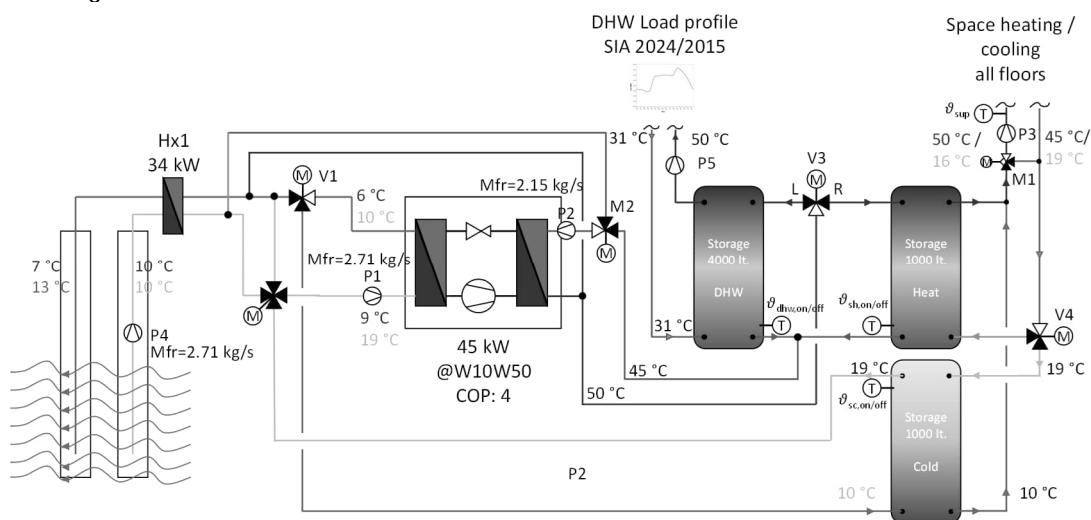 DHW Load profile
SIA 2024/2015
Space heating /
cooling
all floors
ϑsup
T
P3
31 °C
50 °C
P5
50 °C /
16 °C
M
M1
45 °C/
19 °C
Hx1
34 kW
M
V1
6 °C
10 °C
Mfr=2.15 kg/s
P2
M2
M
V3
M
L
R
Mfr=2.71 kg/s
P1
9 °C
19 °C
M
7 °C
13 °C
10 °C
10 °C
P4
Mfr=2.71 kg/s
45 kW
@W10W50
COP: 4
Storage
4000 lt.
DHW
ϑdhw,on/off
T
31 °C
Storage
1000 lt.
Heat
ϑsh,on/off
T
V4
M
45 °C
50 °C
19 °C
19 °C
ϑsc,on/off
T
Storage
1000 lt.
Cold
P2
10 °C
10 °C